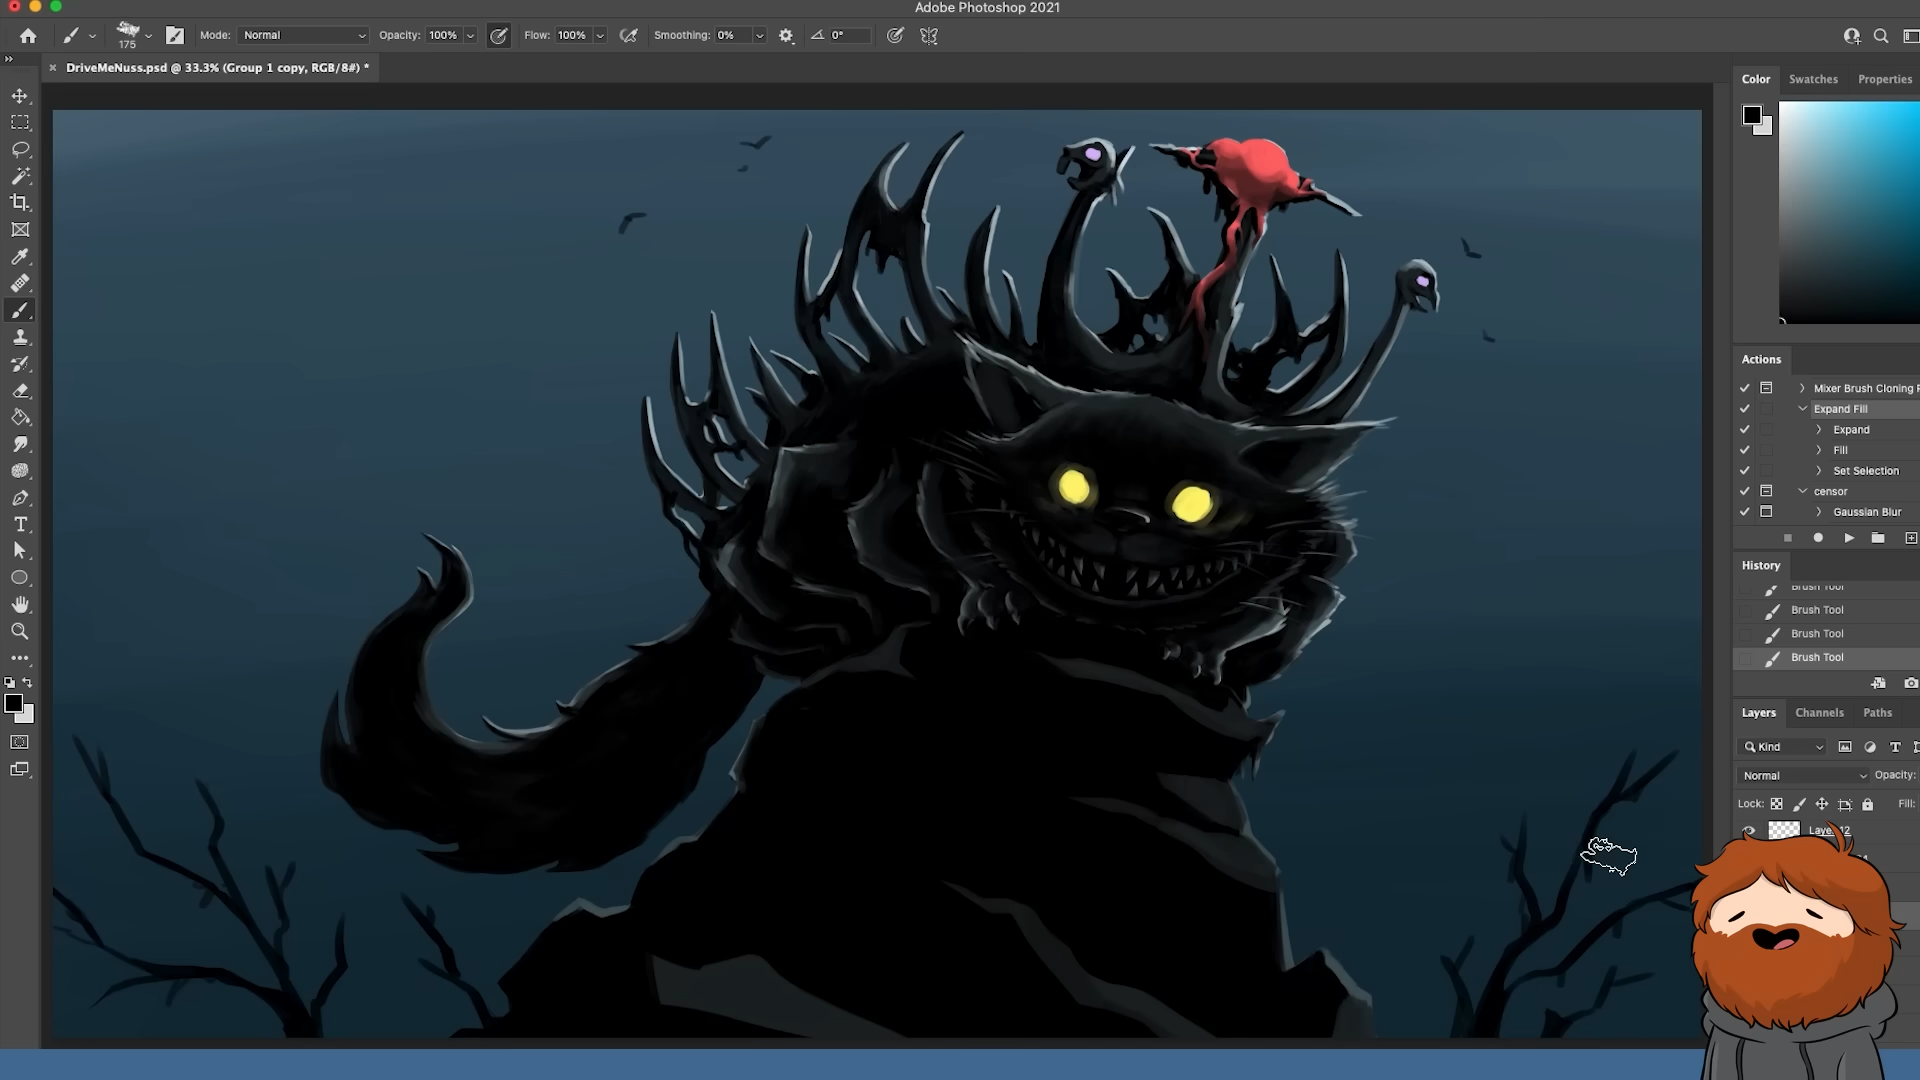 Adobe Photoshop 2021
175
Mode: Normal Opacity: 100% Flow: 100% Smoothing: 0% 0°
DriveMeNuss.psd @ 33.3% (Group 1 copy, RGB/8#) *
Color Swatches Properties
Actions
Mixer Brush Cloning P
Expand Fill
Expand
Fill
Set Selection
censor
Gaussian Blur
History
Brush Tool
Brush Tool
Brush Tool
Brush Tool
Layers Channels Paths
Kind
Normal Opacity:
Lock: Fill: